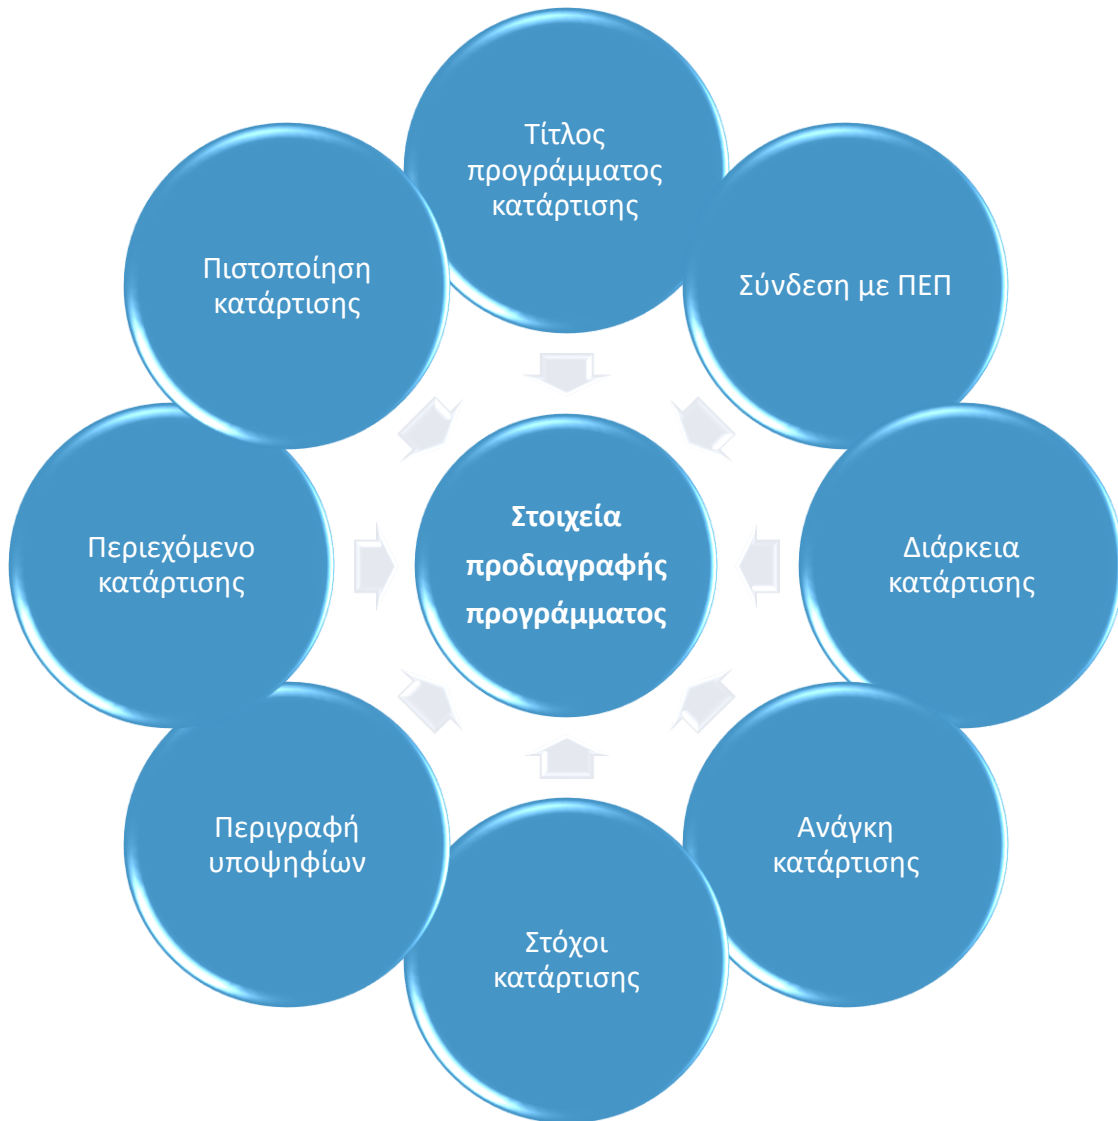 Τίτλος
προγράμματος
κατάρτισης
Σύνδεση με ΠΕΠ
Διάρκεια
κατάρτισης
Ανάγκη
κατάρτισης
Στόχοι
κατάρτισης
Περιγραφή
υποψηφίων
Περιεχόμενο
κατάρτισης
Πιστοποίηση
κατάρτισης
Στοιχεία
προδιαγραφής
προγράμματος